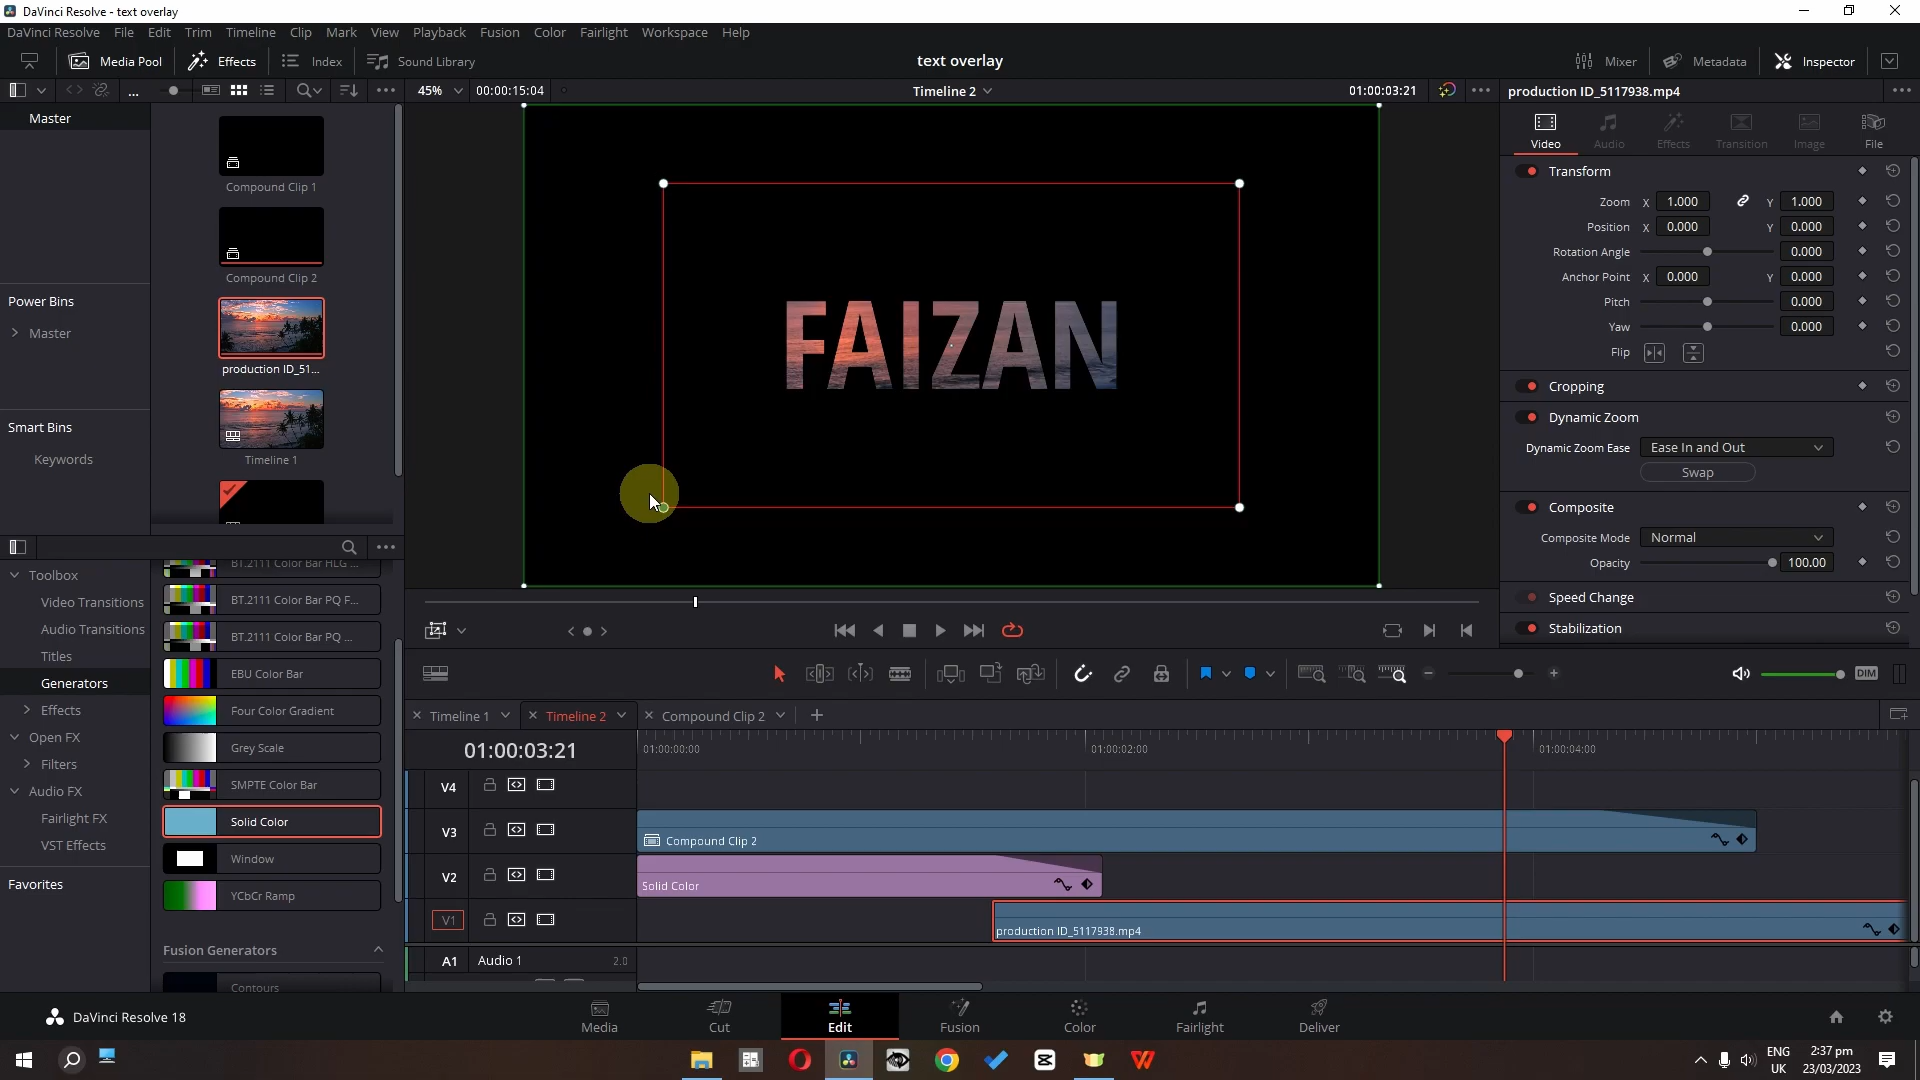 DaVinci Resolve - text overlay
DaVinci Resolve File Edit Trim Timeline Clip Mark View Playback Fusion Color Fairlight Workspace Help
Media Pool Effects Index Sound Library text overlay Mixer Metadata Inspector
... 45% 00:00:15:04 Timeline 2 01:00:03:21 production ID_5117938.mp4
Master
Compound Clip 1
Compound Clip 2
production ID_51...
Timeline 1
Power Bins
Master
Smart Bins
Keywords
FAIZAN
Video Audio Effects Transition Image File
Transform
Zoom X 1.000 Y 1.000
Position X 0.000 Y 0.000
Rotation Angle 0.000
Anchor Point X 0.000 Y 0.000
Pitch 0.000
Yaw 0.000
Flip
Cropping
Dynamic Zoom
Dynamic Zoom Ease Ease In and Out
Swap
Composite
Composite Mode Normal
Opacity 100.00
Speed Change
Stabilization
Toolbox
Video Transitions
Audio Transitions
Titles
Generators
Effects
Open FX
Filters
Audio FX
Fairlight FX
VST Effects
Favorites
BT.2111 Color Bar HLG ...
BT.2111 Color Bar PQ F...
BT.2111 Color Bar PQ ...
EBU Color Bar
Four Color Gradient
Grey Scale
SMPTE Color Bar
Solid Color
Window
YCbCr Ramp
Fusion Generators
Contours
DIM
Timeline 1 Timeline 2 Compound Clip 2
01:00:03:21 01:00:00:00 01:00:02:00 01:00:04:00
V4
V3 Compound Clip 2
V2 Solid Color
V1 production ID_5117938.mp4
A1 Audio 1 2.0
DaVinci Resolve 18
Media Cut Edit Fusion Color Fairlight Deliver
ENG
UK
2:37 pm
23/03/2023